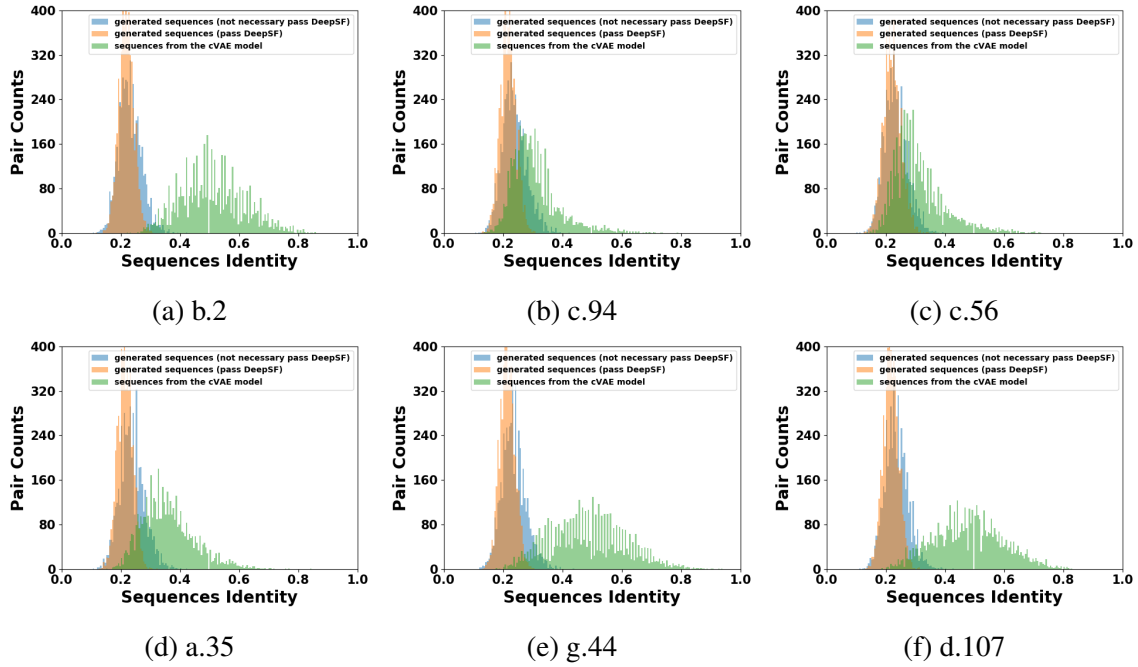 400
320
240
160
80
0
Pair Counts
generated sequences (not necessary pass DeepSF)
generated sequences (pass DeepSF)
sequences from the cVAE model
0.0 0.2 0.4 0.6 0.8 1.0
Sequences Identity
(a) b.2
400
320
240
160
80
0
Pair Counts
generated sequences (not necessary pass DeepSF)
generated sequences (pass DeepSF)
sequences from the cVAE model
0.0 0.2 0.4 0.6 0.8 1.0
Sequences Identity
(b) c.94
400
320
240
160
80
0
Pair Counts
generated sequences (not necessary pass DeepSF)
generated sequences (pass DeepSF)
sequences from the cVAE model
0.0 0.2 0.4 0.6 0.8 1.0
Sequences Identity
(c) c.56
400
320
240
160
80
0
Pair Counts
generated sequences (not necessary pass DeepSF)
generated sequences (pass DeepSF)
sequences from the cVAE model
0.0 0.2 0.4 0.6 0.8 1.0
Sequences Identity
(d) a.35
400
320
240
160
80
0
Pair Counts
generated sequences (not necessary pass DeepSF)
generated sequences (pass DeepSF)
sequences from the cVAE model
0.0 0.2 0.4 0.6 0.8 1.0
Sequences Identity
(e) g.44
400
320
240
160
80
0
Pair Counts
generated sequences (not necessary pass DeepSF)
generated sequences (pass DeepSF)
sequences from the cVAE model
0.0 0.2 0.4 0.6 0.8 1.0
Sequences Identity
(f) d.107